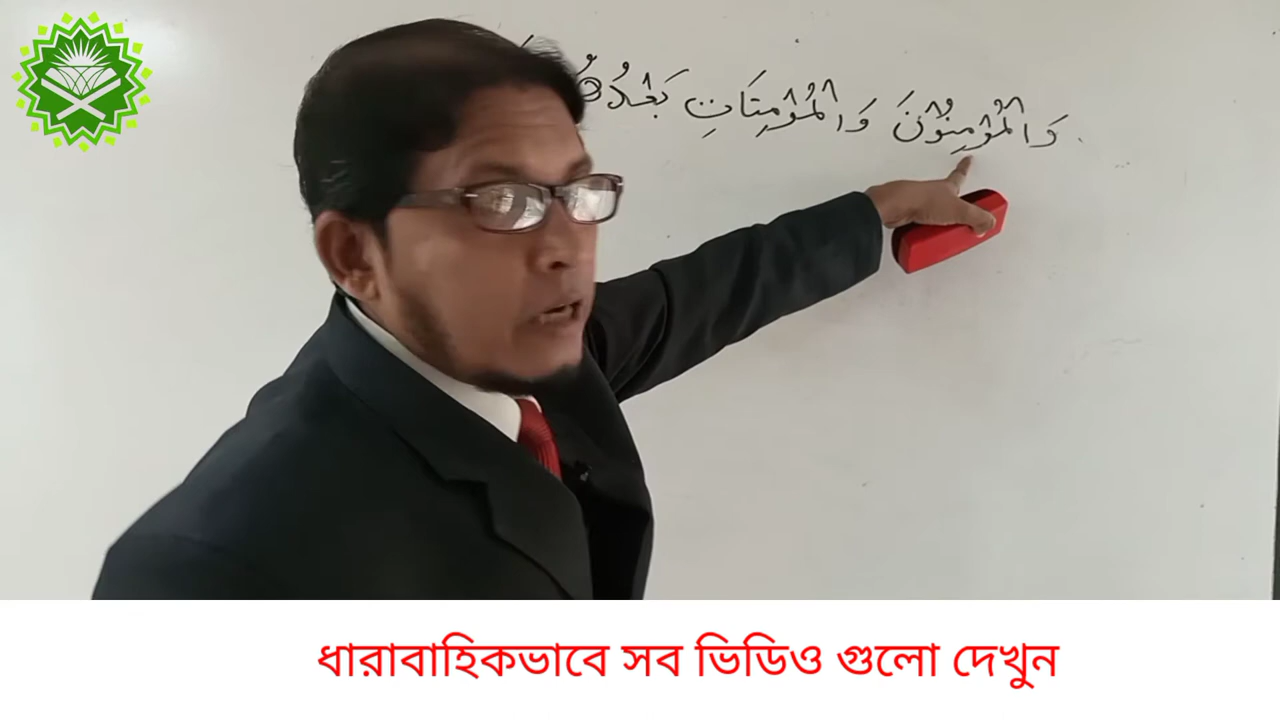 وَالْمُؤْمِنُوْنَ وَالْمُؤْمِنَاتِ بَعْدُ
ধারাবাহিকভাবে সব ভিডিও গুলো দেখুন